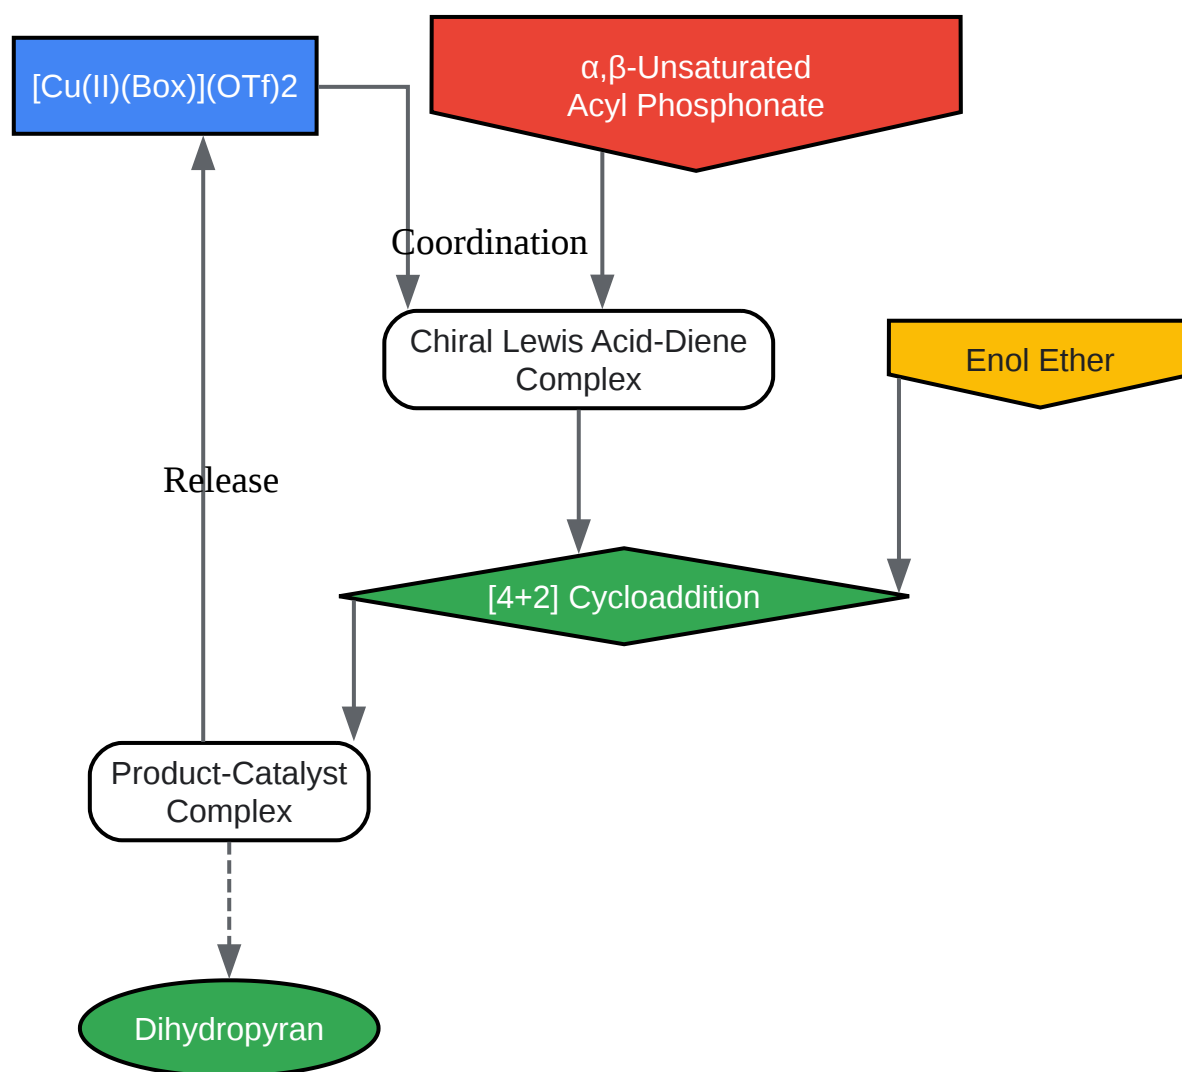 [Cu(II)(Box)](OTf)2
α,β-Unsaturated
Acyl Phosphonate
Coordination
Chiral Lewis Acid-Diene
Complex
Enol Ether
Release
[4+2] Cycloaddition
Product-Catalyst
Complex
Dihydropyran